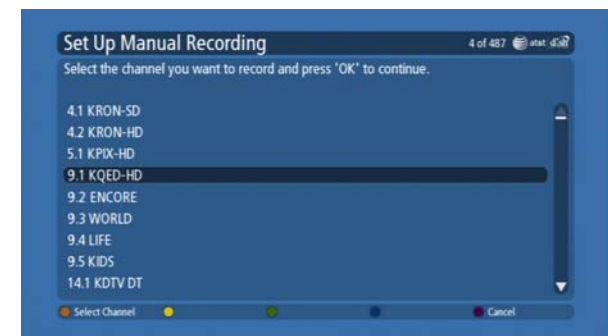 Set Up Manual Recording
4 of 487 at&t dish
Select the channel you want to record and press 'OK' to continue.
4.1 KRON-SD
4.2 KRON-HD
5.1 KPIX-HD
9.1 KQED-HD
9.2 ENCORE
9.3 WORLD
9.4 LIFE
9.5 KIDS
14.1 KDTV DT
Select Channel
Cancel